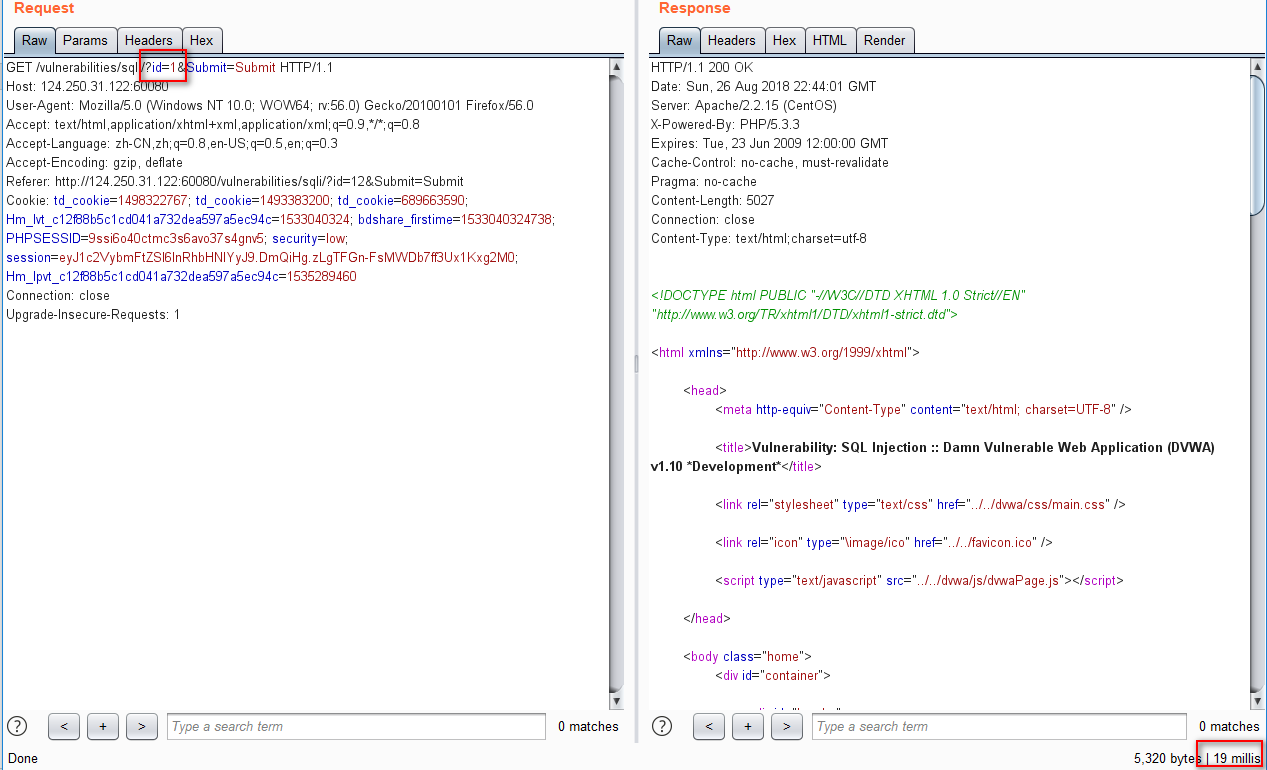 Request
Raw Params Headers Hex
GET /vulnerabilities/sqli/?id=1&Submit=Submit HTTP/1.1
Host: 124.250.31.122:60080
User-Agent: Mozilla/5.0 (Windows NT 10.0; WOW64; rv:56.0) Gecko/20100101 Firefox/56.0
Accept: text/html,application/xhtml+xml,application/xml;q=0.9,*/*;q=0.8
Accept-Language: zh-CN,zh;q=0.8,en-US;q=0.5,en;q=0.3
Accept-Encoding: gzip, deflate
Referer: http://124.250.31.122:60080/vulnerabilities/sqli/?id=12&Submit=Submit
Cookie: td_cookie=1498322767; td_cookie=1493383200; td_cookie=689663590;
Hm_lvt_c12f88b5c1cd041a732dea597a5ec94c=1533040324; bdshare_firstime=1533040324738;
PHPSESSID=9ssi6o40ctmc3s6avo37s4gnv5; security=low;
session=eyJ1c2VybmFtZSI6InRhbHNlYyJ9.DmQiHg.zLgTFGn-FsMWDb7ff3Ux1Kxg2M0;
Hm_lpvt_c12f88b5c1cd041a732dea597a5ec94c=1535289460
Connection: close
Upgrade-Insecure-Requests: 1
? < + > Type a search term 0 matches
Done
Response
Raw Headers Hex HTML Render
HTTP/1.1 200 OK
Date: Sun, 26 Aug 2018 22:44:01 GMT
Server: Apache/2.2.15 (CentOS)
X-Powered-By: PHP/5.3.3
Expires: Tue, 23 Jun 2009 12:00:00 GMT
Cache-Control: no-cache, must-revalidate
Pragma: no-cache
Content-Length: 5027
Connection: close
Content-Type: text/html;charset=utf-8
<!DOCTYPE html PUBLIC "-//W3C//DTD XHTML 1.0 Strict//EN"
"http://www.w3.org/TR/xhtml1/DTD/xhtml1-strict.dtd">
<html xmlns="http://www.w3.org/1999/xhtml">
<head>
<meta http-equiv="Content-Type" content="text/html; charset=UTF-8" />
<title>Vulnerability: SQL Injection :: Damn Vulnerable Web Application (DVWA)
v1.10 *Development*</title>
<link rel="stylesheet" type="text/css" href="../../dvwa/css/main.css" />
<link rel="icon" type="\image/ico" href="../../favicon.ico" />
<script type="text/javascript" src="../../dvwa/js/dvwaPage.js"></script>
</head>
<body class="home">
<div id="container">
? < + > Type a search term 0 matches
5,320 bytes | 19 millis